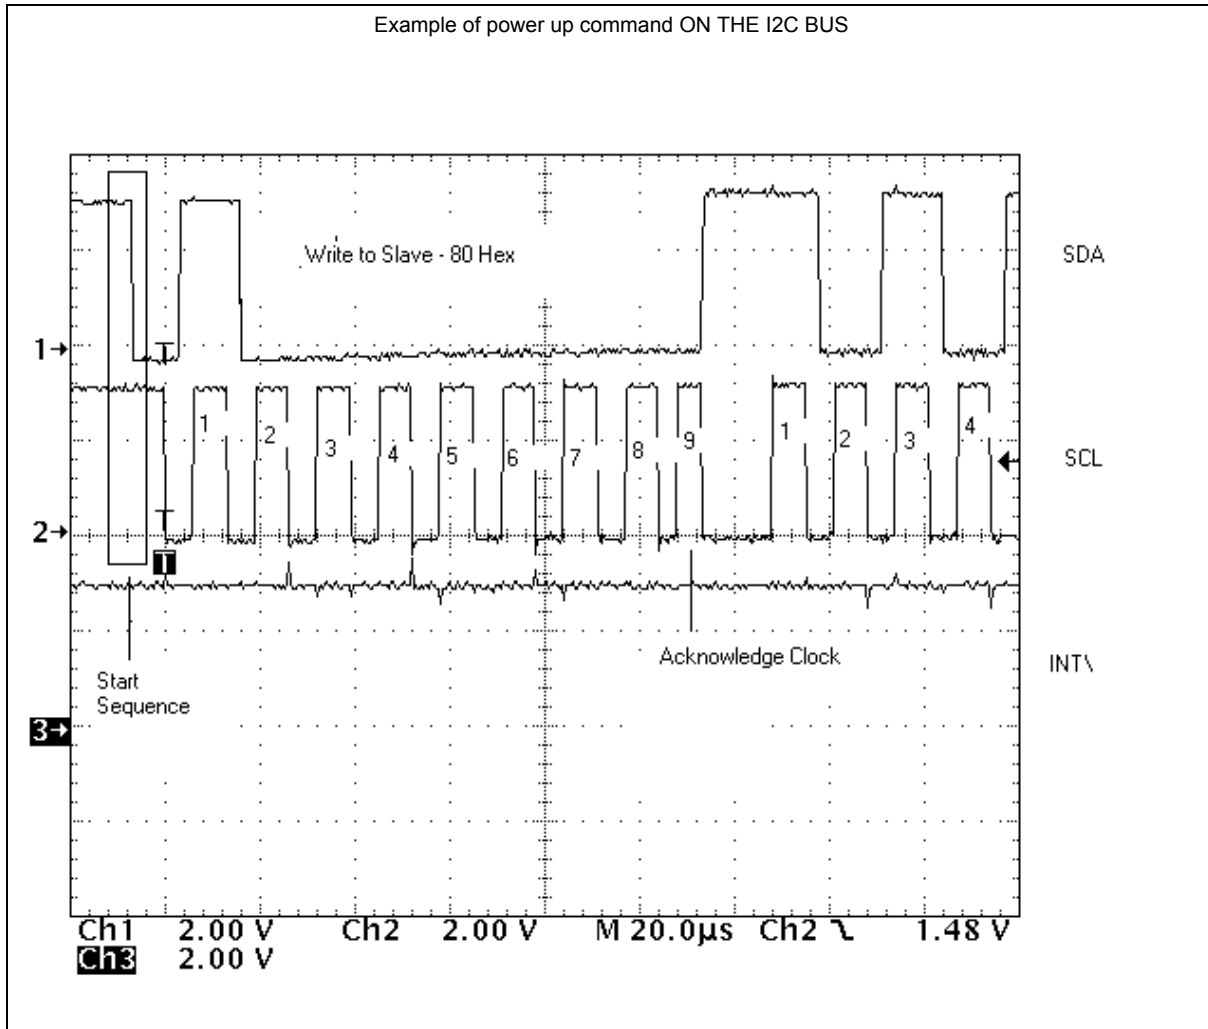 Example of power up command ON THE I2C BUS
Write to Slave - 80 Hex
SDA
1→
T
1 2 3 4 5 6 7 8 9 1 2 3 4
SCL
T
2→
T
Acknowledge Clock
INT\
Start
Sequence
3→
Ch1 2.00 V Ch2 2.00 V M 20.0µs Ch2 1.48 V
Ch3 2.00 V